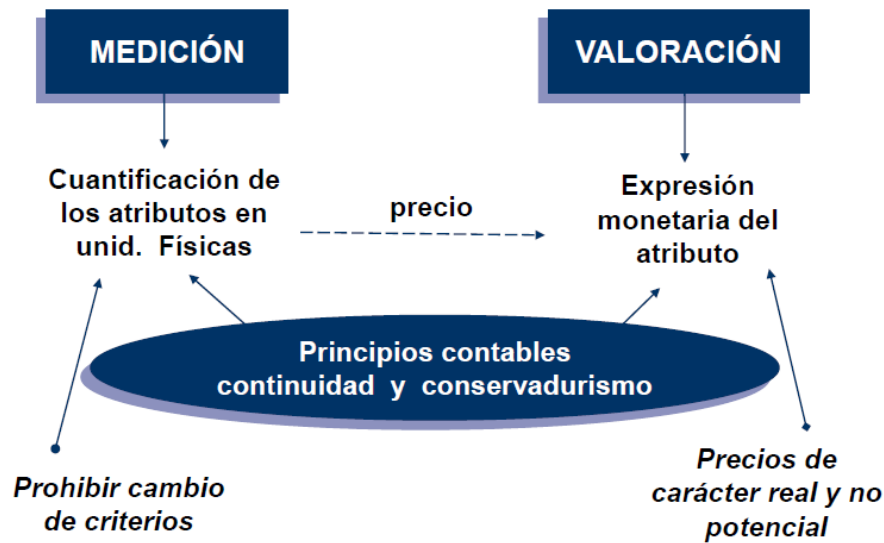 MEDICIÓN
VALORACIÓN
Cuantificación de
los atributos en
unid. Físicas
precio
Expresión
monetaria del
atributo
Principios contables
continuidad y conservadurismo
Prohibir cambio
de criterios
Precios de
carácter real y no
potencial